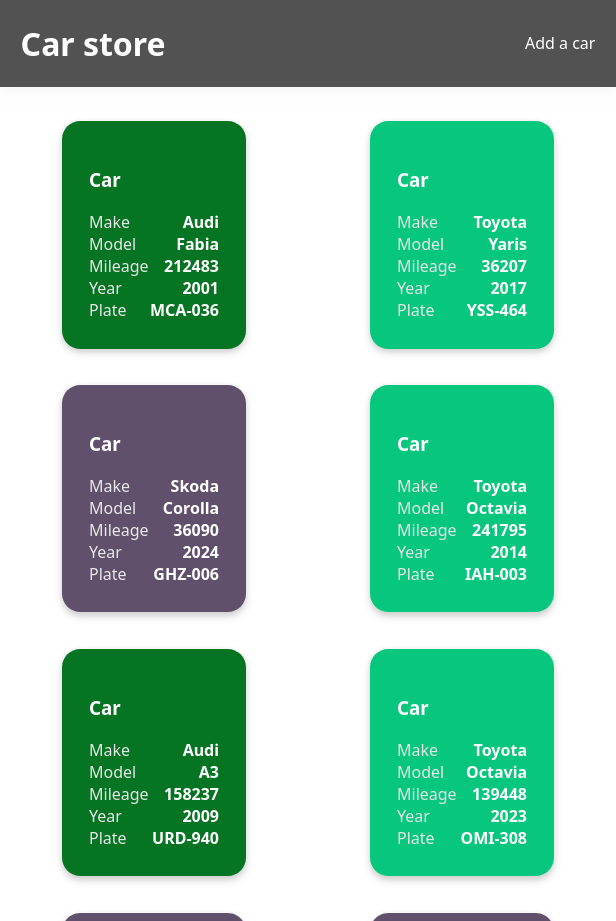 Car store
Add a car
Car
Make Audi
Model Fabia
Mileage 212483
Year 2001
Plate MCA-036
Car
Make Toyota
Model Yaris
Mileage 36207
Year 2017
Plate YSS-464
Car
Make Skoda
Model Corolla
Mileage 36090
Year 2024
Plate GHZ-006
Car
Make Toyota
Model Octavia
Mileage 241795
Year 2014
Plate IAH-003
Car
Make Audi
Model A3
Mileage 158237
Year 2009
Plate URD-940
Car
Make Toyota
Model Octavia
Mileage 139448
Year 2023
Plate OMI-308